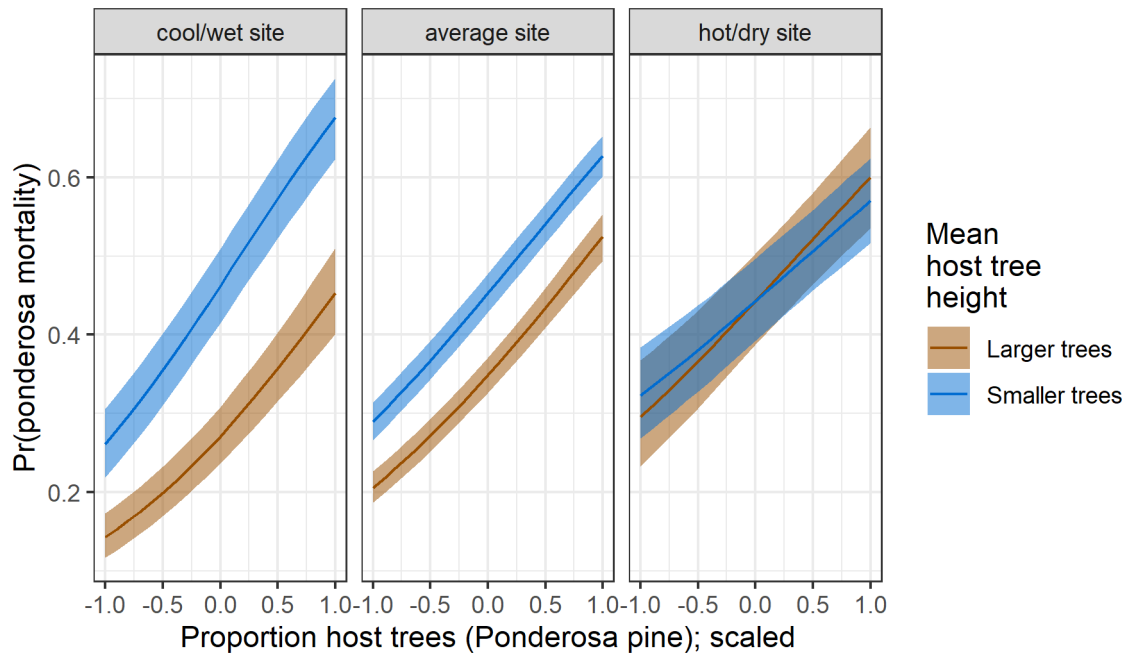 cool/wet site
average site
hot/dry site
Pr(ponderosa mortality)
0.6
0.4
0.2
-1.0 -0.5 0.0 0.5 1.0
-1.0 -0.5 0.0 0.5 1.0
-1.0 -0.5 0.0 0.5 1.0
Proportion host trees (Ponderosa pine); scaled
Mean
host tree
height
Larger trees
Smaller trees